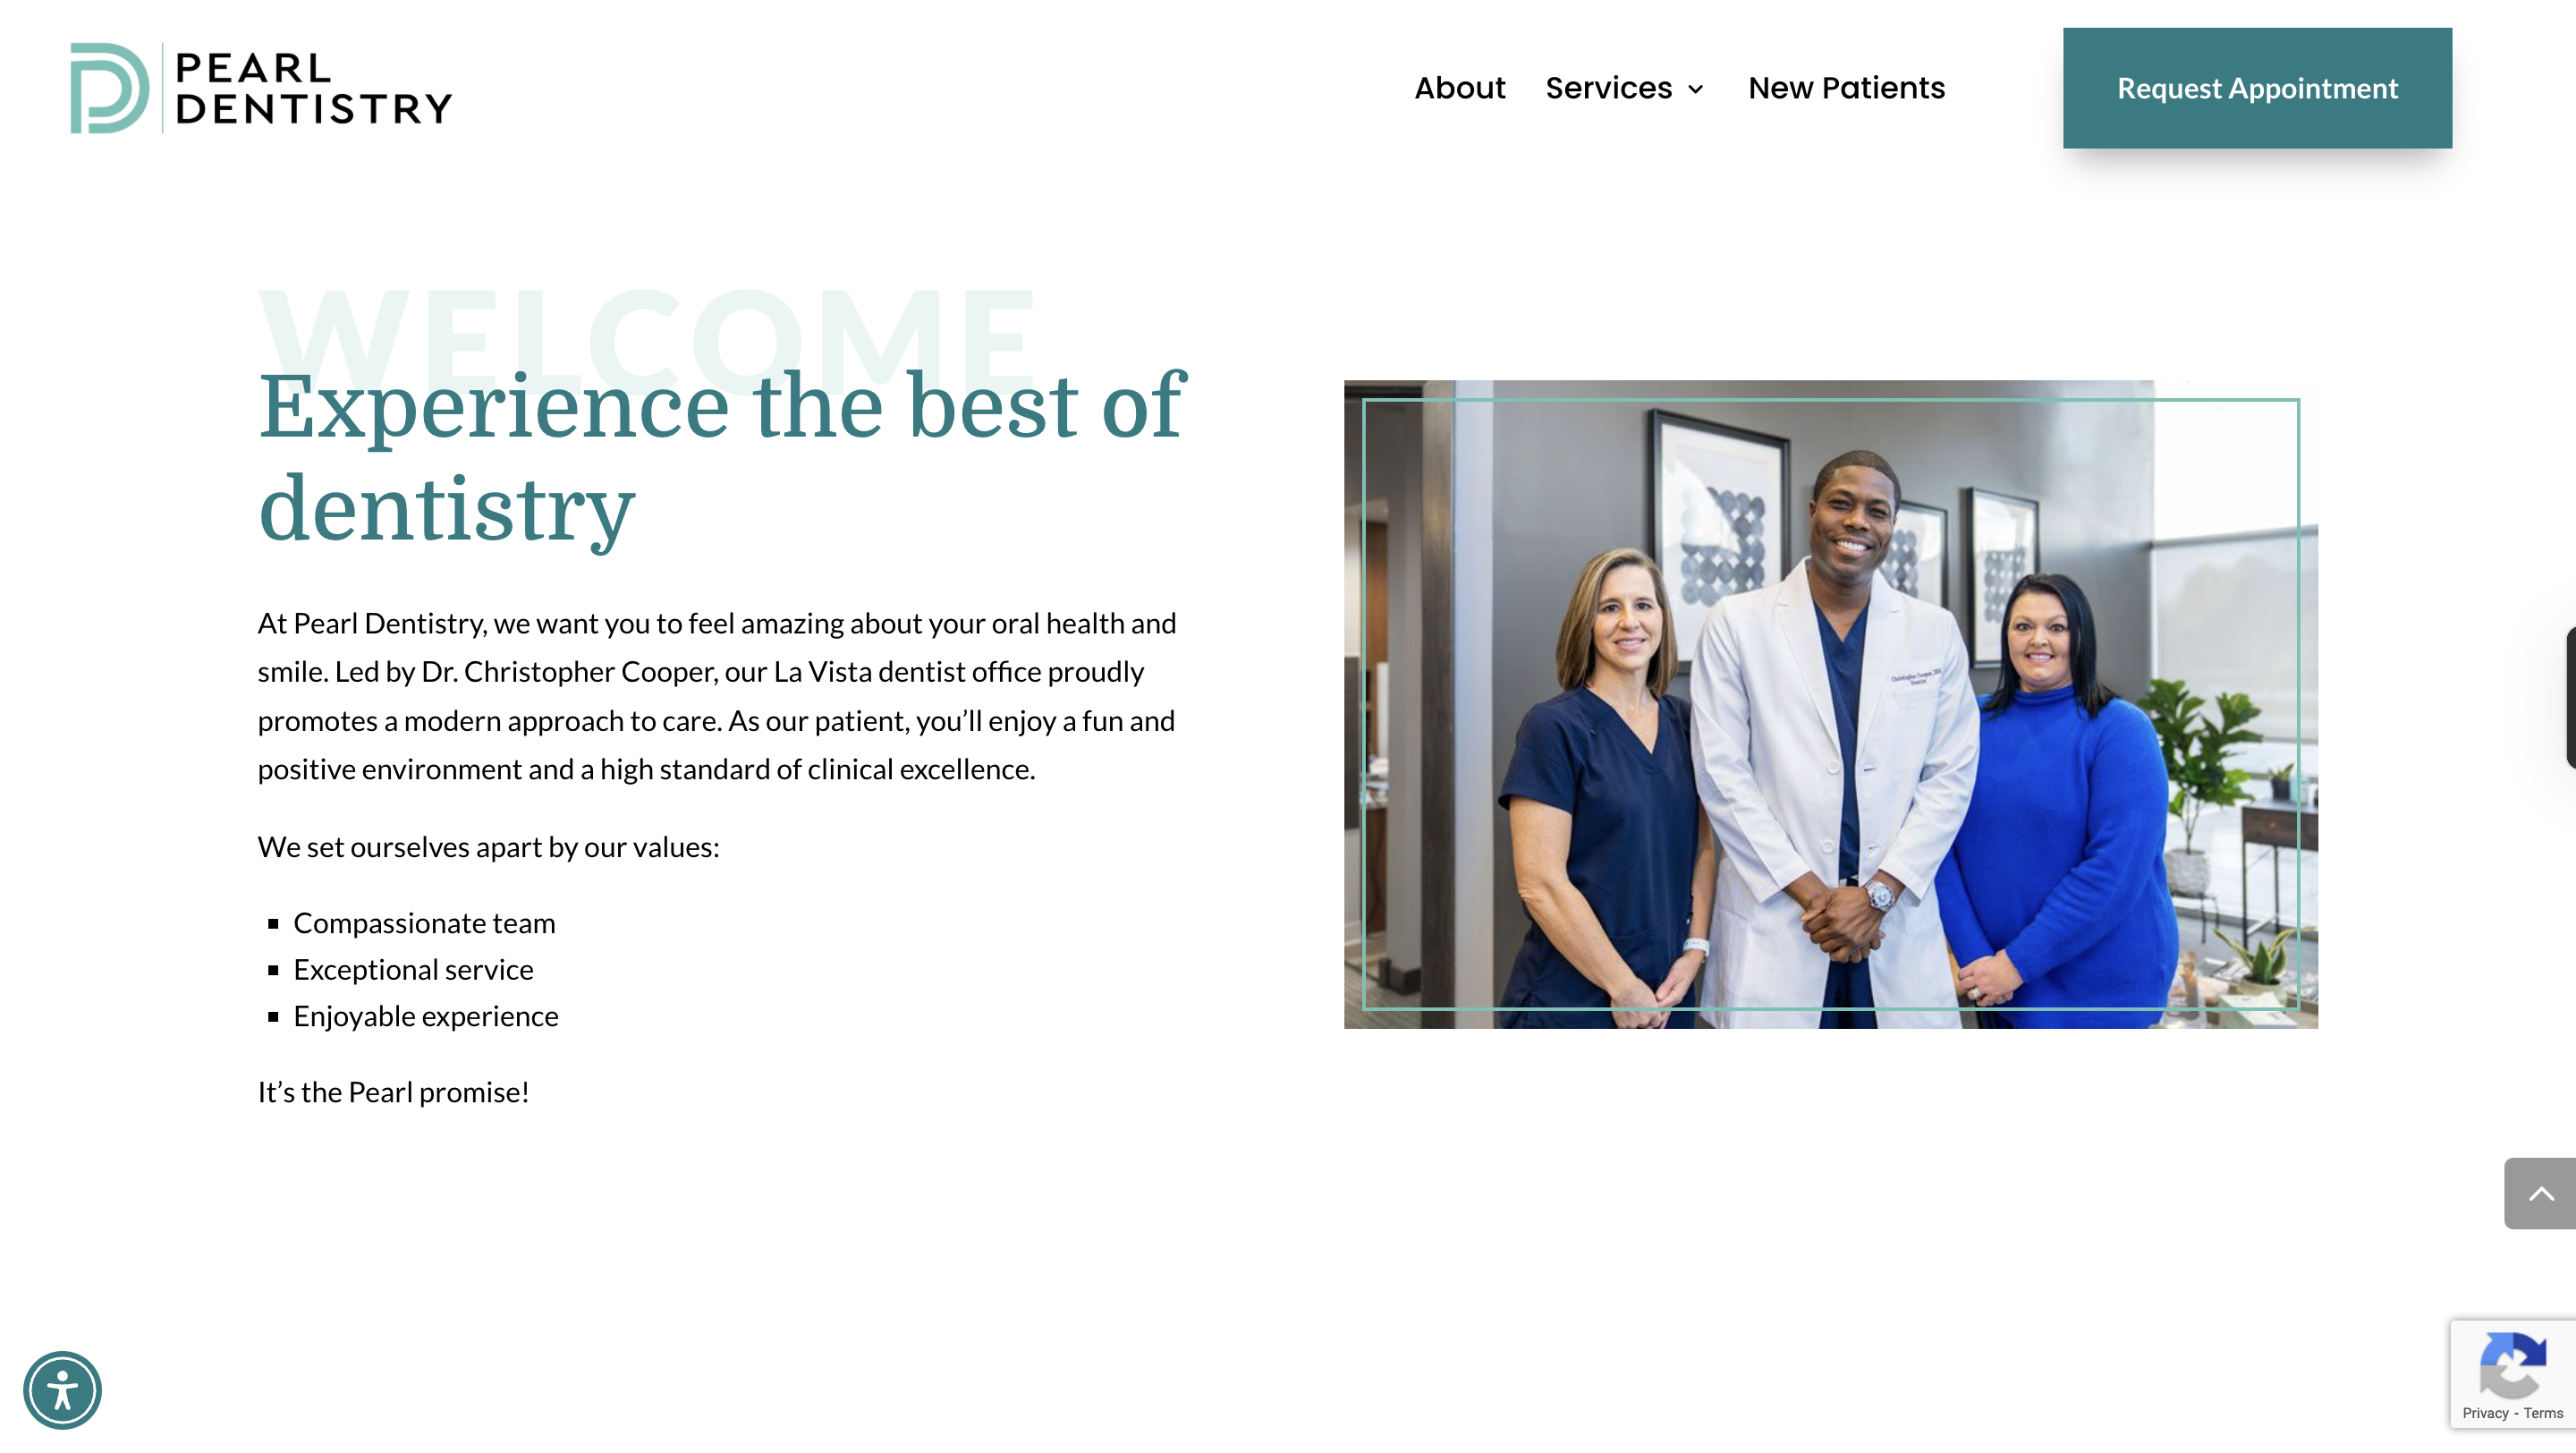 PEARL
DENTISTRY
About
Services
New Patients
Request Appointment
WELCOME
Experience the best of
dentistry
At Pearl Dentistry, we want you to feel amazing about your oral health and
smile. Led by Dr. Christopher Cooper, our La Vista dentist office proudly
promotes a modern approach to care. As our patient, you’ll enjoy a fun and
positive environment and a high standard of clinical excellence.
We set ourselves apart by our values:
Compassionate team
Exceptional service
Enjoyable experience
It’s the Pearl promise!
Christopher Cooper, DDS
Dentist
Privacy - Terms